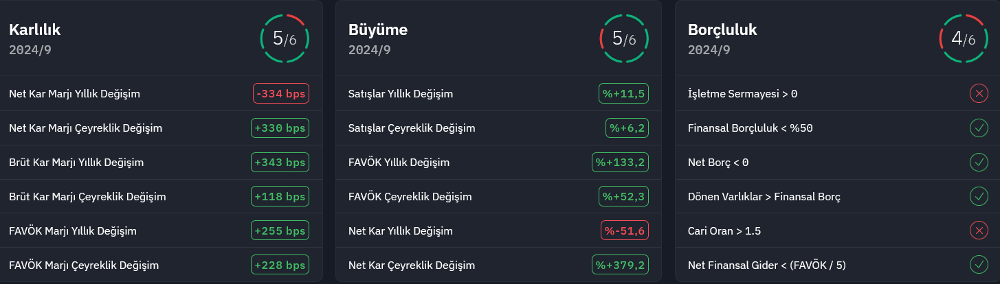 Karlılık
2024/9
5/6
Net Kar Marjı Yıllık Değişim -334 bps
Net Kar Marjı Çeyreklik Değişim +330 bps
Brüt Kar Marjı Yıllık Değişim +343 bps
Brüt Kar Marjı Çeyreklik Değişim +118 bps
FAVÖK Marjı Yıllık Değişim +255 bps
FAVÖK Marjı Çeyreklik Değişim +228 bps
Büyüme
2024/9
5/6
Satışlar Yıllık Değişim %+11,5
Satışlar Çeyreklik Değişim %+6,2
FAVÖK Yıllık Değişim %+133,2
FAVÖK Çeyreklik Değişim %+52,3
Net Kar Yıllık Değişim %-51,6
Net Kar Çeyreklik Değişim %+379,2
Borçluluk
2024/9
4/6
İşletme Sermayesi > 0
Finansal Borçluluk < %50
Net Borç < 0
Dönen Varlıklar > Finansal Borç
Cari Oran > 1.5
Net Finansal Gider < (FAVÖK / 5)